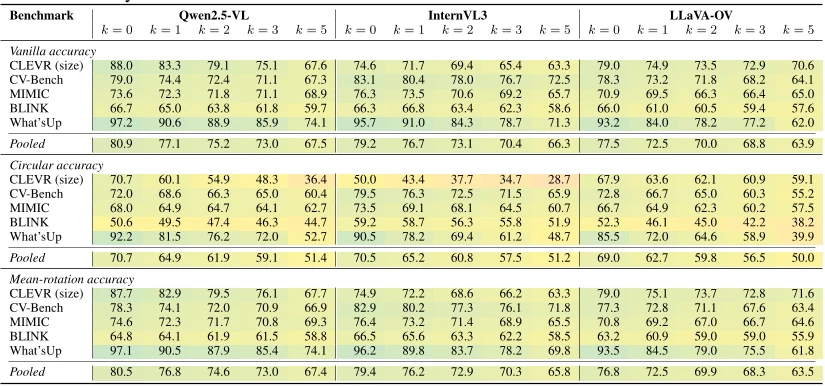 Benchmark Qwen2.5-VL InternVL3 LLaVA-OV
k = 0 k = 1 k = 2 k = 3 k = 5 k = 0 k = 1 k = 2 k = 3 k = 5 k = 0 k = 1 k = 2 k = 3 k = 5
Vanilla accuracy
CLEVR (size) 88.0 83.3 79.1 75.1 67.6 74.6 71.7 69.4 65.4 63.3 79.0 74.9 73.5 72.9 70.6
CV-Bench 79.0 74.4 72.4 71.1 67.3 83.1 80.4 78.0 76.7 72.5 78.3 73.2 71.8 68.2 64.1
MIMIC 73.6 72.3 71.8 71.1 68.9 76.3 73.5 70.6 69.2 65.7 70.9 69.5 66.3 66.4 65.0
BLINK 66.7 65.0 63.8 61.8 59.7 66.3 66.8 63.4 62.3 58.6 66.0 61.0 60.5 59.4 57.6
What'sUp 97.2 90.6 88.9 85.9 74.1 95.7 91.0 84.3 78.7 71.3 93.2 84.0 78.2 77.2 62.0
Pooled 80.9 77.1 75.2 73.0 67.5 79.2 76.7 73.1 70.4 66.3 77.5 72.5 70.0 68.8 63.9
Circular accuracy
CLEVR (size) 70.7 60.1 54.9 48.3 36.4 50.0 43.4 37.7 34.7 28.7 67.9 63.6 62.1 60.9 59.1
CV-Bench 72.0 68.6 66.3 65.0 60.4 79.5 76.3 72.5 71.5 65.9 72.8 66.7 65.0 60.3 55.2
MIMIC 68.0 64.9 64.7 64.1 62.7 73.5 69.1 68.1 64.5 60.7 66.7 64.9 62.3 60.2 57.5
BLINK 50.6 49.5 47.4 46.3 44.7 59.2 58.7 56.3 55.8 51.9 52.3 46.1 45.0 42.2 38.2
What'sUp 92.2 81.5 76.2 72.0 52.7 90.5 78.2 69.4 61.2 48.7 85.5 72.0 64.6 58.9 39.9
Pooled 70.7 64.9 61.9 59.1 51.4 70.5 65.2 60.8 57.5 51.2 69.0 62.7 59.8 56.5 50.0
Mean-rotation accuracy
CLEVR (size) 87.7 82.9 79.5 76.1 67.7 74.9 72.2 68.6 66.2 63.3 79.0 75.1 73.7 72.8 71.6
CV-Bench 78.3 74.1 72.0 70.9 66.9 82.9 80.2 77.3 76.1 71.8 77.3 72.8 71.1 67.6 63.4
MIMIC 74.6 72.3 71.7 70.8 69.3 76.4 73.2 71.4 68.9 65.5 70.8 69.2 67.0 66.7 64.6
BLINK 64.8 64.1 61.9 61.5 58.8 66.5 65.6 63.3 62.2 58.5 63.2 60.9 59.0 59.0 55.9
What'sUp 97.1 90.5 87.9 85.4 74.1 96.2 89.8 83.7 78.2 69.8 93.5 84.5 79.0 75.5 61.8
Pooled 80.5 76.8 74.6 73.0 67.4 79.4 76.2 72.9 70.3 65.8 76.8 72.5 69.9 68.3 63.5